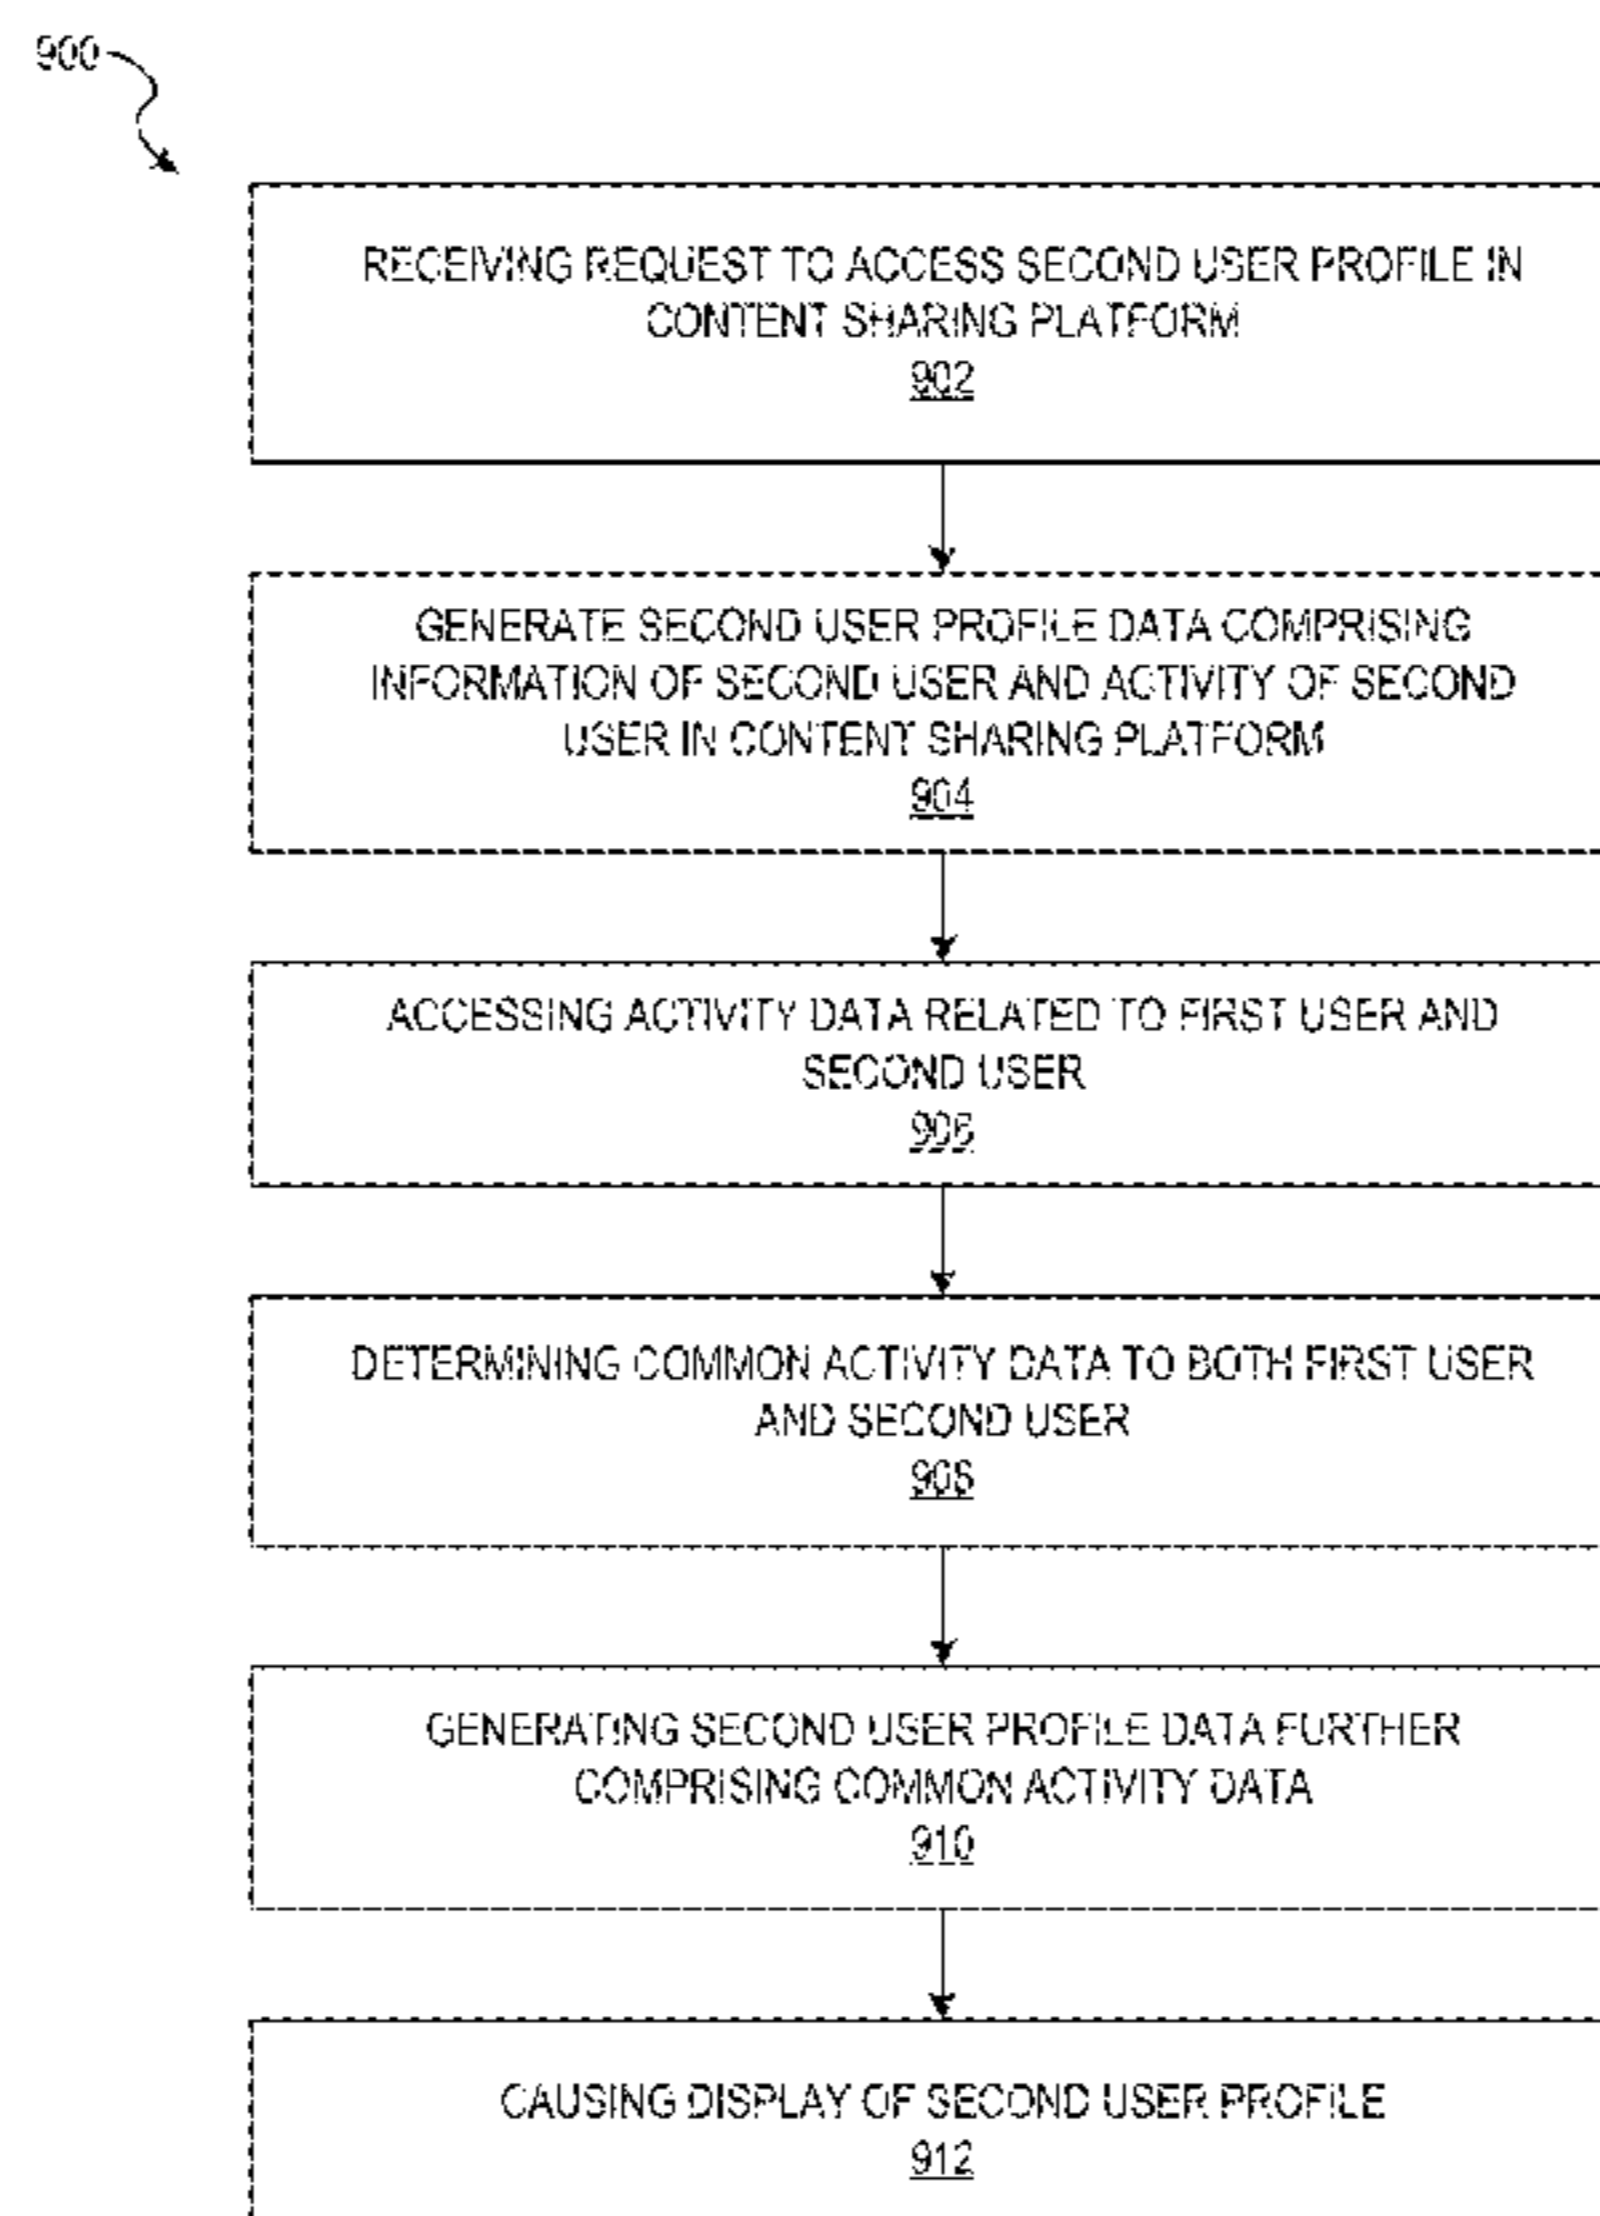 900
RECEIVING REQUEST TO ACCESS SECOND USER PROFILE IN
CONTENT SHARING PLATFORM
902
GENERATE SECOND USER PROFILE DATA COMPRISING
INFORMATION OF SECOND USER AND ACTIVITY OF SECOND
USER IN CONTENT SHARING PLATFORM
904
ACCESSING ACTIVITY DATA RELATED TO FIRST USER AND
SECOND USER
906
DETERMINING COMMON ACTIVITY DATA TO BOTH FIRST USER
AND SECOND USER
908
GENERATING SECOND USER PROFILE DATA FURTHER
COMPRISING COMMON ACTIVITY DATA
910
CAUSING DISPLAY OF SECOND USER PROFILE
912